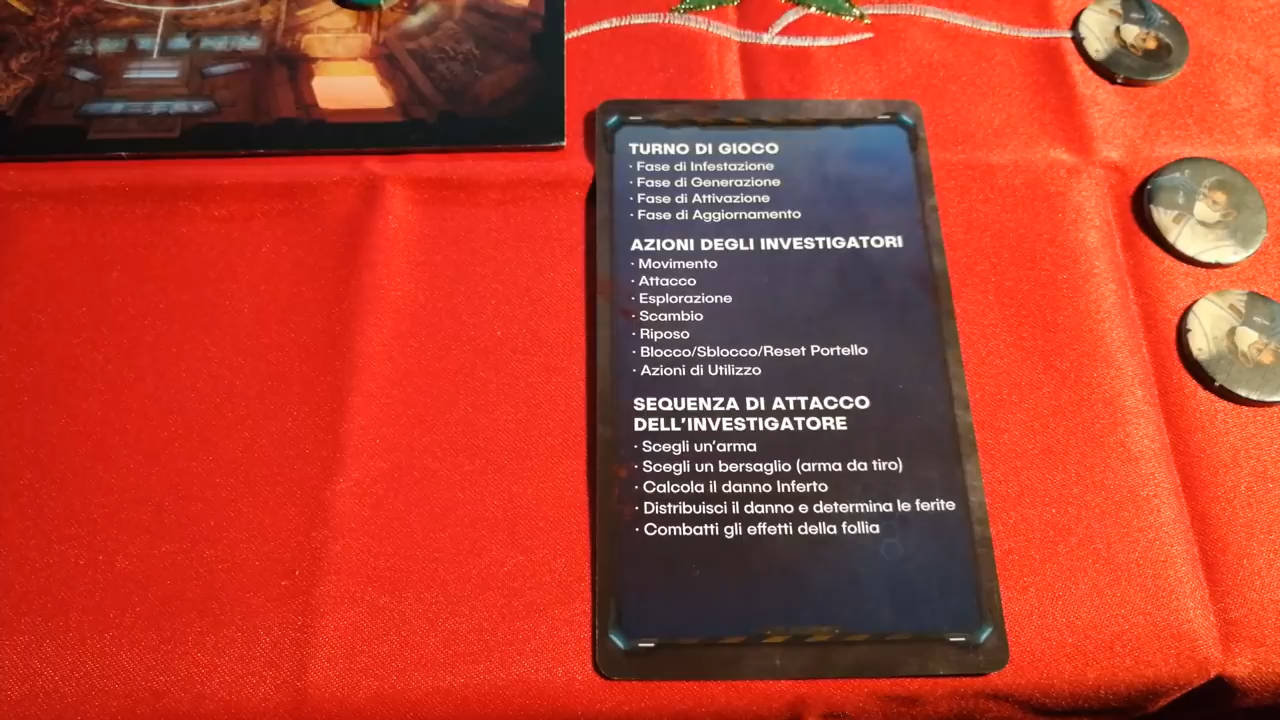 TURNO DI GIOCO
· Fase di Infestazione
· Fase di Generazione
· Fase di Attivazione
· Fase di Aggiornamento
AZIONI DEGLI INVESTIGATORI
· Movimento
· Attacco
· Esplorazione
· Scambio
· Riposo
· Blocco/Sblocco/Reset Portello
· Azioni di Utilizzo
SEQUENZA DI ATTACCO
DELL'INVESTIGATORE
· Scegli un'arma
· Scegli un bersaglio (arma da tiro)
· Calcola il danno Inferto
· Distribuisci il danno e determina le ferite
· Combatti gli effetti della follia